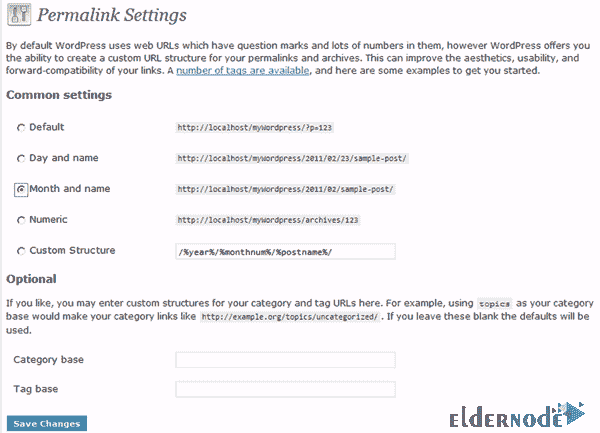 Permalink Settings
By default WordPress uses web URLs which have question marks and lots of numbers in them, however WordPress offers you
the ability to create a custom URL structure for your permalinks and archives. This can improve the aesthetics, usability, and
forward-compatibility of your links. A number of tags are available, and here are some examples to get you started.
Common settings
Default http://localhost/myWordpress/?p=123
Day and name http://localhost/myWordpress/2011/02/23/sample-post/
Month and name http://localhost/myWordpress/2011/02/sample-post/
Numeric http://localhost/myWordpress/archives/123
Custom Structure /%year%/%monthnum%/%postname%/
Optional
If you like, you may enter custom structures for your category and tag URLs here. For example, using topics as your category
base would make your category links like http://example.org/topics/uncategorized/ . If you leave these blank the defaults will be
used.
Category base
Tag base
ELDERNODE
Save Changes